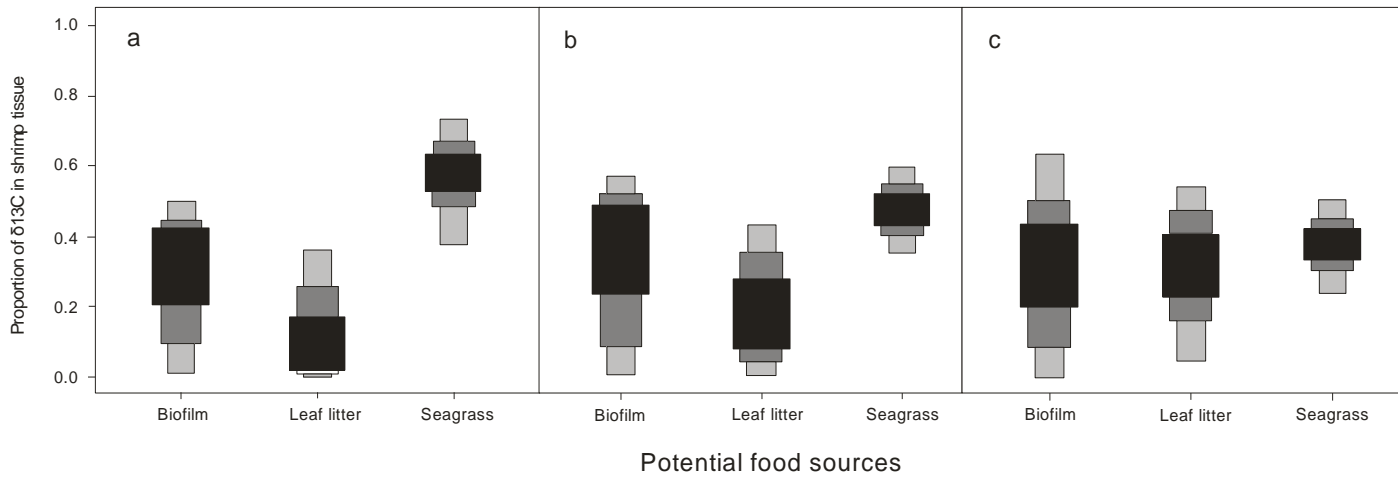 a
b
c
1.0
0.8
0.6
0.4
0.2
0.0
Proportion of δ13C in shrimp tissue
Biofilm Leaf litter Seagrass Biofilm Leaf litter Seagrass Biofilm Leaf litter Seagrass
Potential food sources